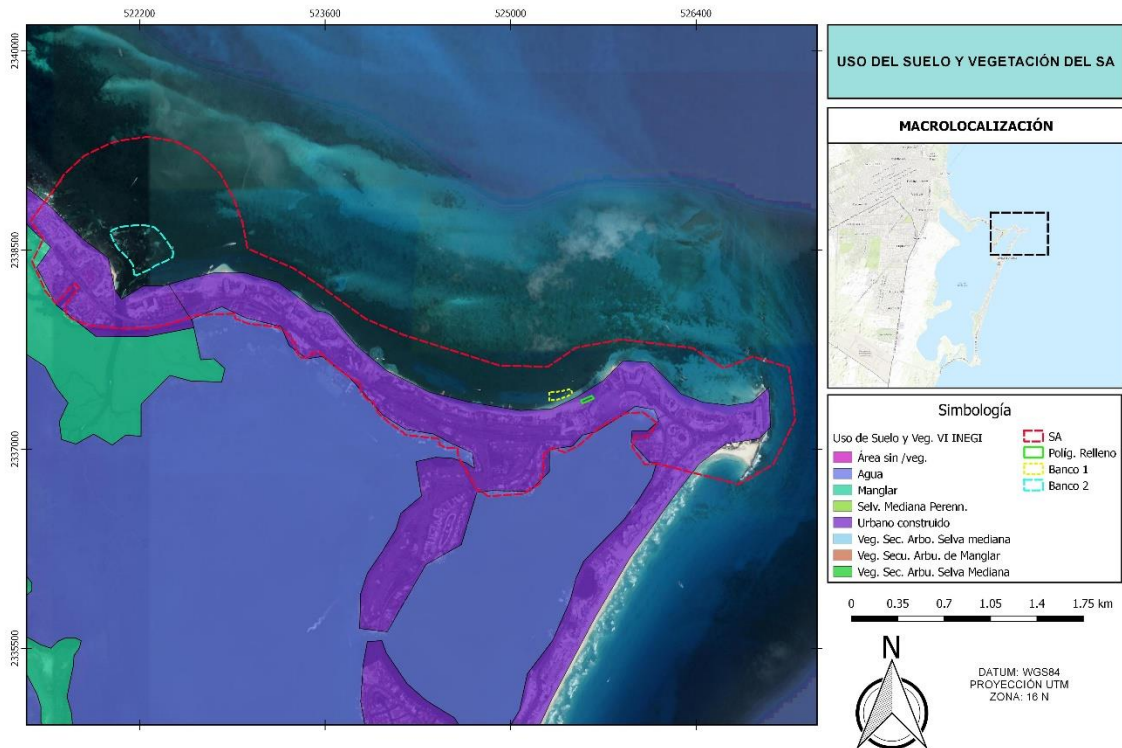 522200
523600
525000
526400
2340000
2338500
2337000
2335500
USO DEL SUELO Y VEGETACIÓN DEL SA
MACROLOCALIZACIÓN
Simbología
Uso de Suelo y Veg. VI INEGI
Área sin /veg.
Agua
Manglar
Selv. Mediana Perenn.
Urbano construido
Veg. Sec. Arbo. Selva mediana
Veg. Secu. Arbu. de Manglar
Veg. Sec. Arbu. Selva Mediana
SA
Polig. Relleno
Banco 1
Banco 2
0 0.35 0.7 1.05 1.4 1.75 km
N
DATUM: WGS84
PROYECCIÓN UTM
ZONA: 16 N